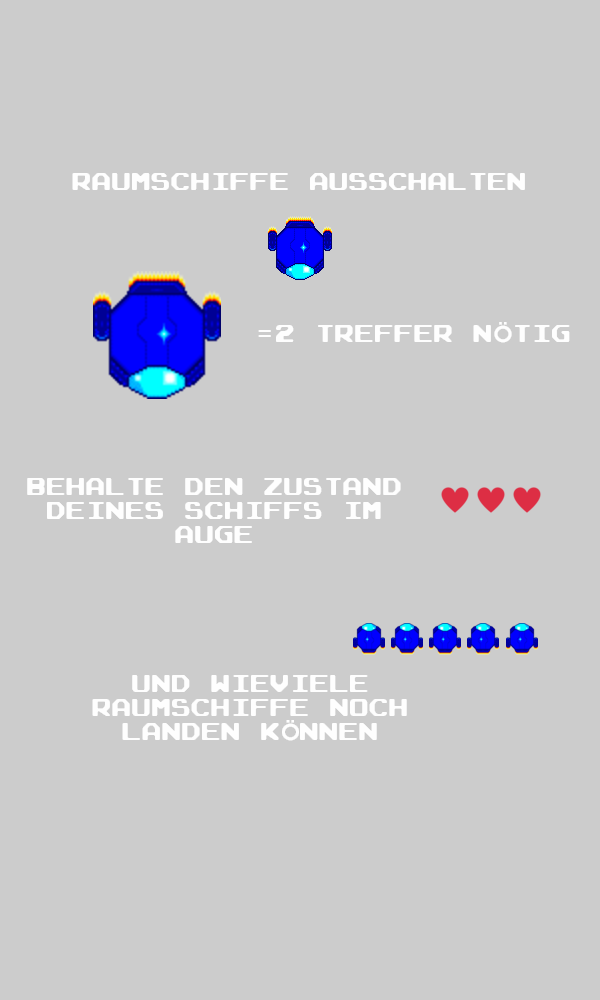 RAUMSCHIFFE AUSSCHALTEN
=2 TREFFER NÖTIG
BEHALTE DEN ZUSTAND
DEINES SCHIFFS IM
AUGE
UND WIEVIELE
RAUMSCHIFFE NOCH
LANDEN KÖNNEN